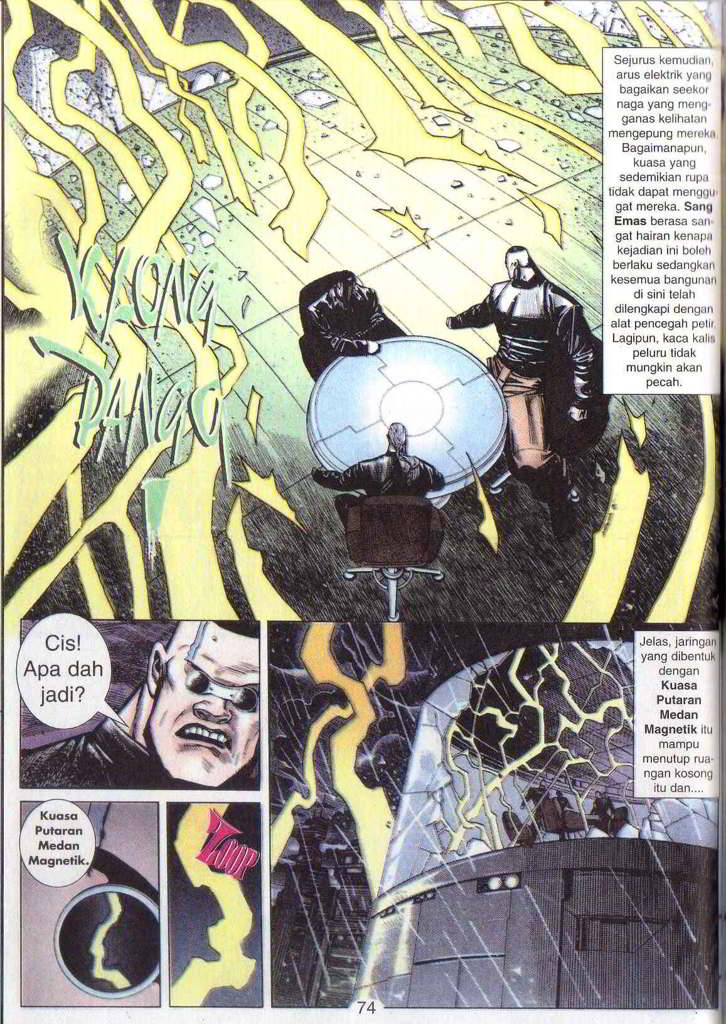 Sejurus kemudian,
arus elektrik yang
bagaikan seekor
naga yang meng-
ganas kelihatan
mengepung mereka
Bagaimanapun,
kuasa yang
sedemikian rupa
tidak dapat menggu
gat mereka. Sang
Emas berasa san-
gat hairan kenapa
kejadian ini boleh
berlaku sedangkan
kesemua bangunan
di sini telah
dilengkapi dengan
alat pencegah petir
Lagipun, kaca kalis
peluru tidak
mungkin akan
pecah.
KLONG
PANGG
Cis!
Apa dah
jadi?
Jelas, jaringan
yang dibentuk
dengan
Kuasa
Putaran
Medan
Magnetik itu
mampu
menutup rua-
ngan kosong
itu dan....
Kuasa
Putaran
Medan
Magnetik.
74